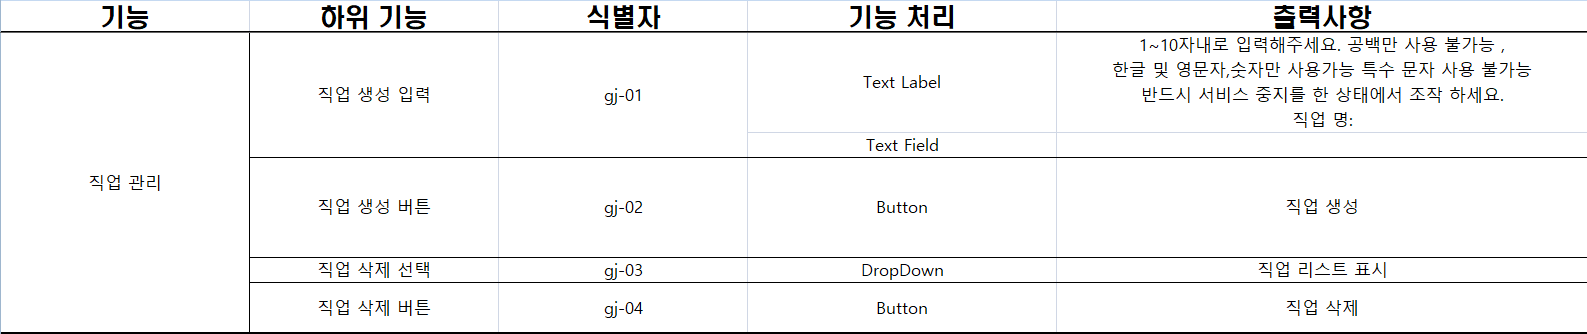 기능 하위 기능 식별자 기능 처리 출력사항
직업 관리
직업 생성 입력 gj-01 Text Label
1~10자내로 입력해주세요. 공백만 사용 불가능 ,
한글 및 영문자,숫자만 사용가능 특수 문자 사용 불가능
반드시 서비스 중지를 한 상태에서 조작 하세요.
직업 명:
Text Field
직업 생성 버튼 gj-02 Button 직업 생성
직업 삭제 선택 gj-03 DropDown 직업 리스트 표시
직업 삭제 버튼 gj-04 Button 직업 삭제